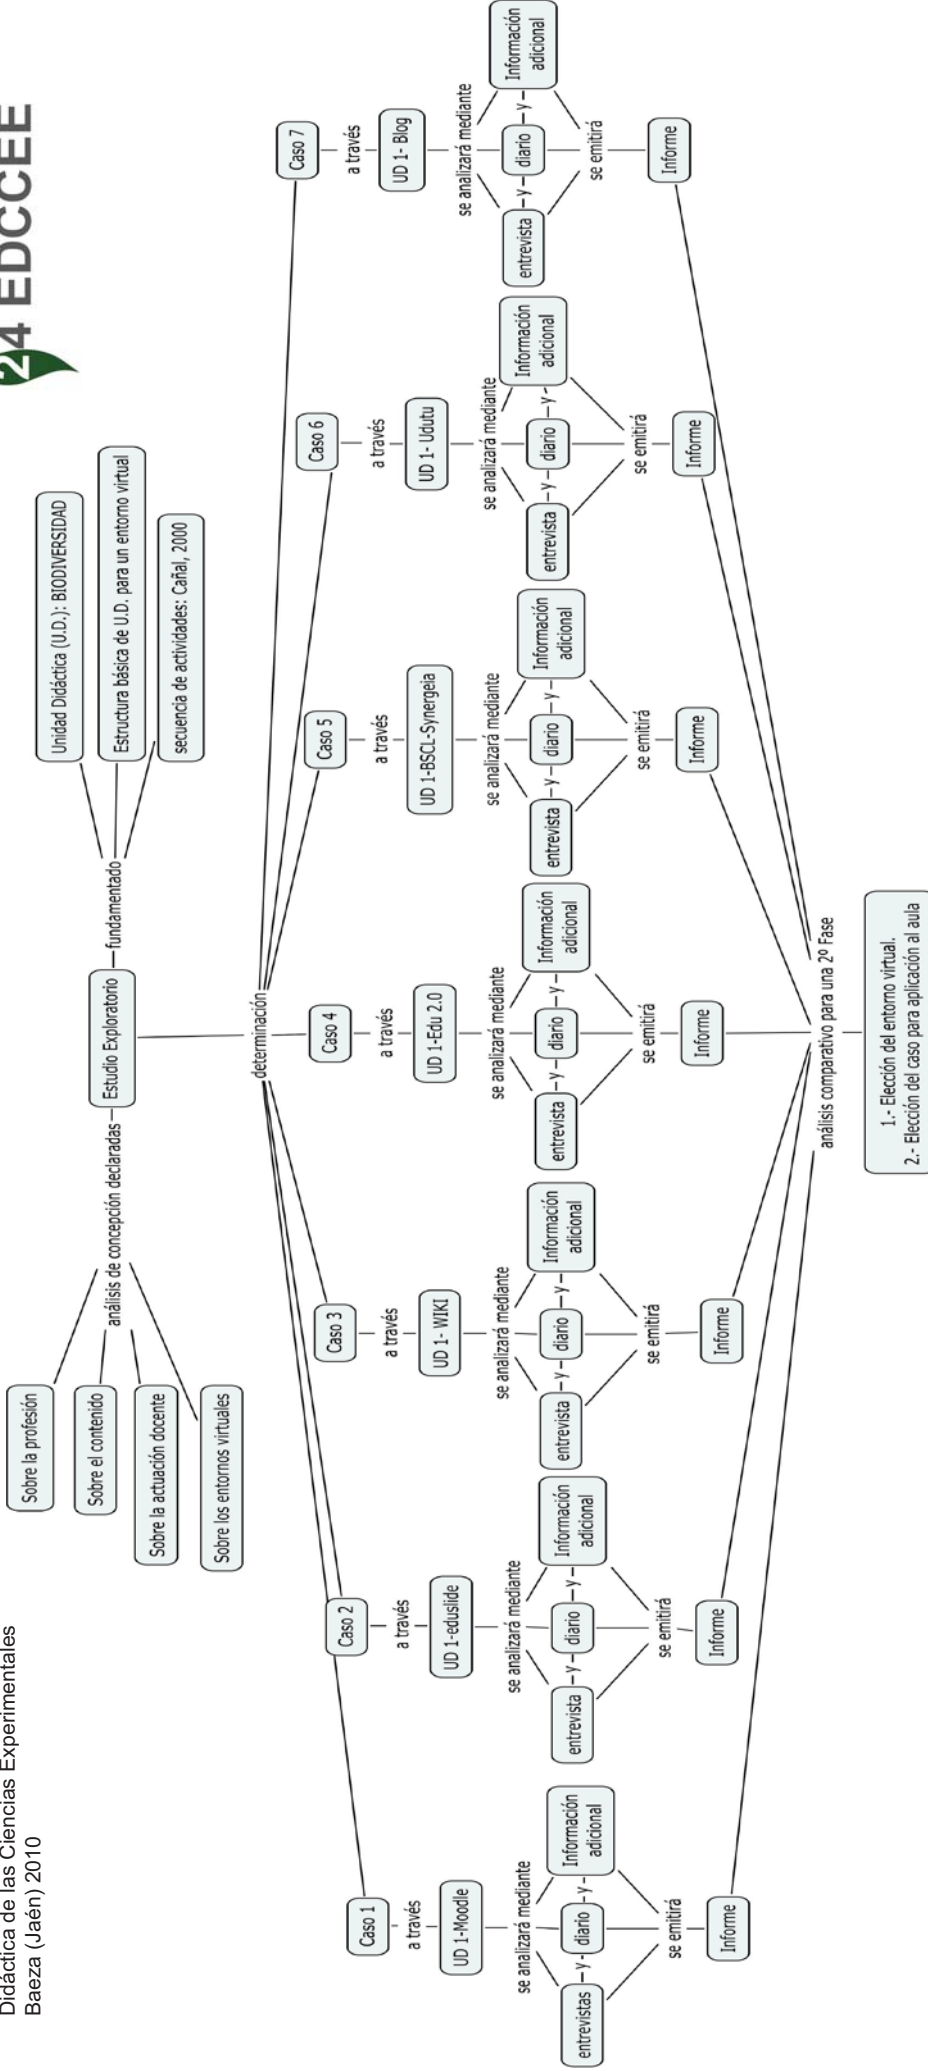 Didáctica de las Ciencias Experimentales
Baeza (Jaén) 2010
24 EDCCEE
Sobre la profesión
Sobre el contenido
Sobre la actuación docente
Sobre los entornos virtuales
análisis de concepción declaradas
Estudio Exploratorio
fundamentado
Unidad Didáctica (U.D.): BIODIVERSIDAD
Estructura básica de U.D. para un entorno virtual
secuencia de actividades: Cañal, 2000
determinación
Caso 1
a través
UD 1-Moodle
se analizará mediante
entrevistas
y
diario
y
Información
adicional
se emitirá
Informe
Caso 2
a través
UD 1-eduslide
se analizará mediante
entrevista
y
diario
y
Información
adicional
se emitirá
Informe
Caso 3
a través
UD 1- WIKI
se analizará mediante
entrevista
y
diario
y
Información
adicional
se emitirá
Informe
Caso 4
a través
UD 1-Edu 2.0
se analizará mediante
entrevista
y
diario
y
Información
adicional
se emitirá
Informe
Caso 5
a través
UD 1-BSCL-Synergeia
se analizará mediante
entrevista
y
diario
y
Información
adicional
se emitirá
Informe
Caso 6
a través
UD 1- Udutu
se analizará mediante
entrevista
y
diario
y
Información
adicional
se emitirá
Informe
Caso 7
a través
UD 1- Blog
se analizará mediante
entrevista
y
diario
y
Información
adicional
se emitirá
Informe
análisis comparativo para una 2º Fase
1.- Elección del entorno virtual.
2.- Elección del caso para aplicación al aula